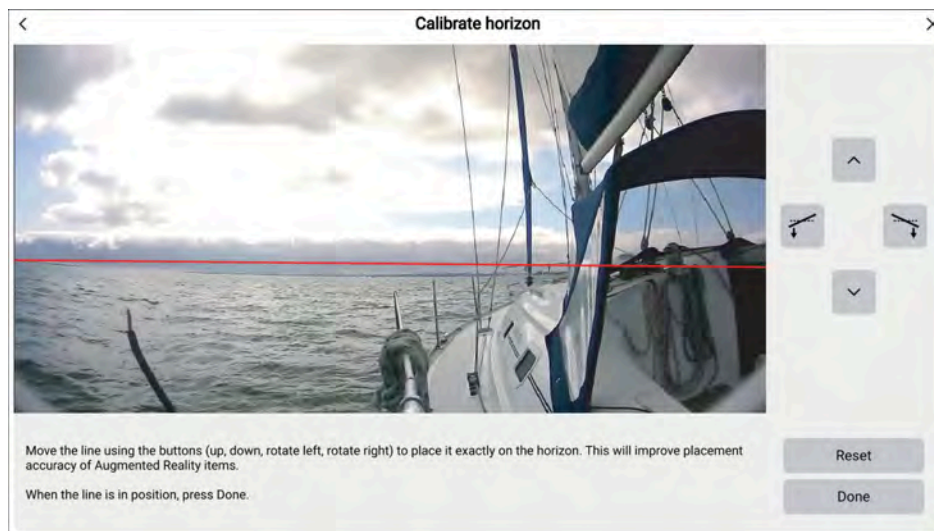 Calibrate horizon
Move the line using the buttons (up, down, rotate left, rotate right) to place it exactly on the horizon. This will improve placement
accuracy of Augmented Reality items.
When the line is in position, press Done.
Reset
Done